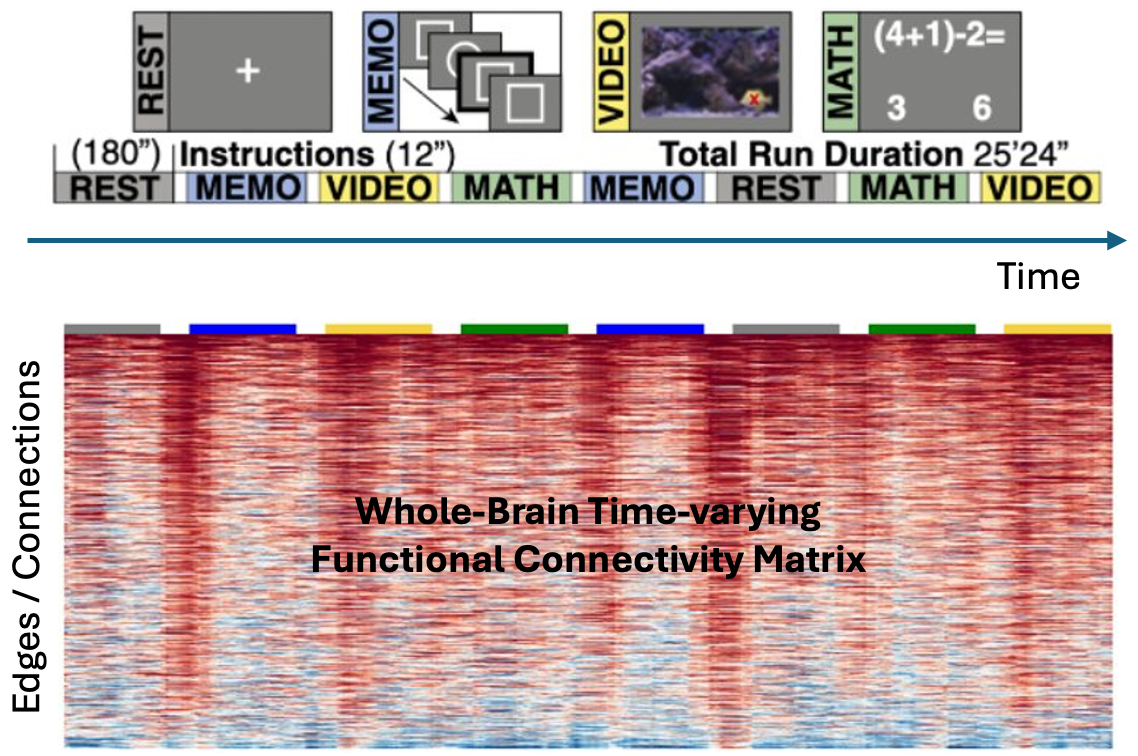 REST
+
MEMO
VIDEO
x
MATH
(4+1)-2=
3 6
(180”) Instructions (12”) Total Run Duration 25’24”
REST MEMO VIDEO MATH MEMO REST MATH VIDEO
Time
Edges / Connections
Whole-Brain Time-varying
Functional Connectivity Matrix